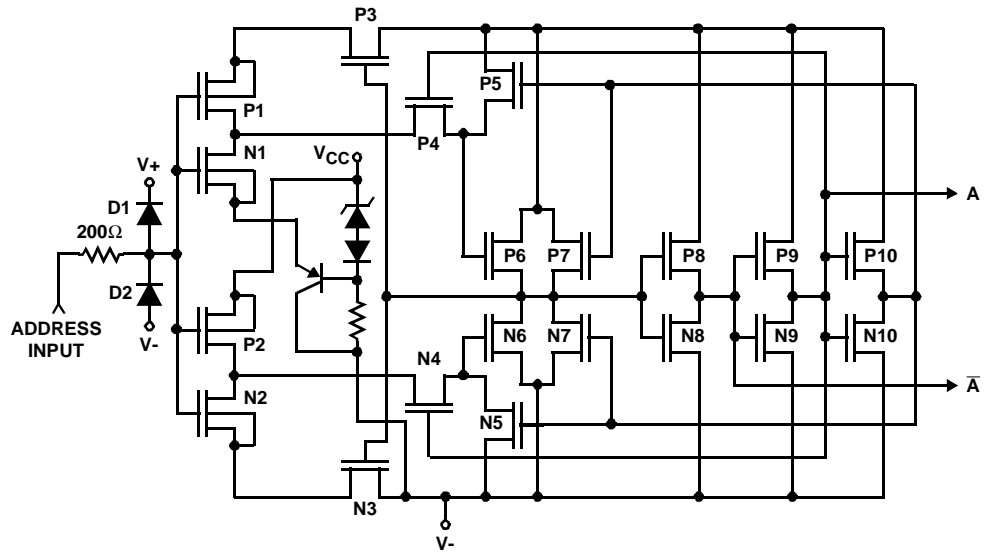 P3
P5
P1
P4
N1
V+
VCC
D1
A
200Ω
P6
P7
P8
P9
P10
D2
ADDRESS
INPUT
V-
P2
N6
N7
N8
N9
N10
N4
A̅
N2
N5
N3
V-